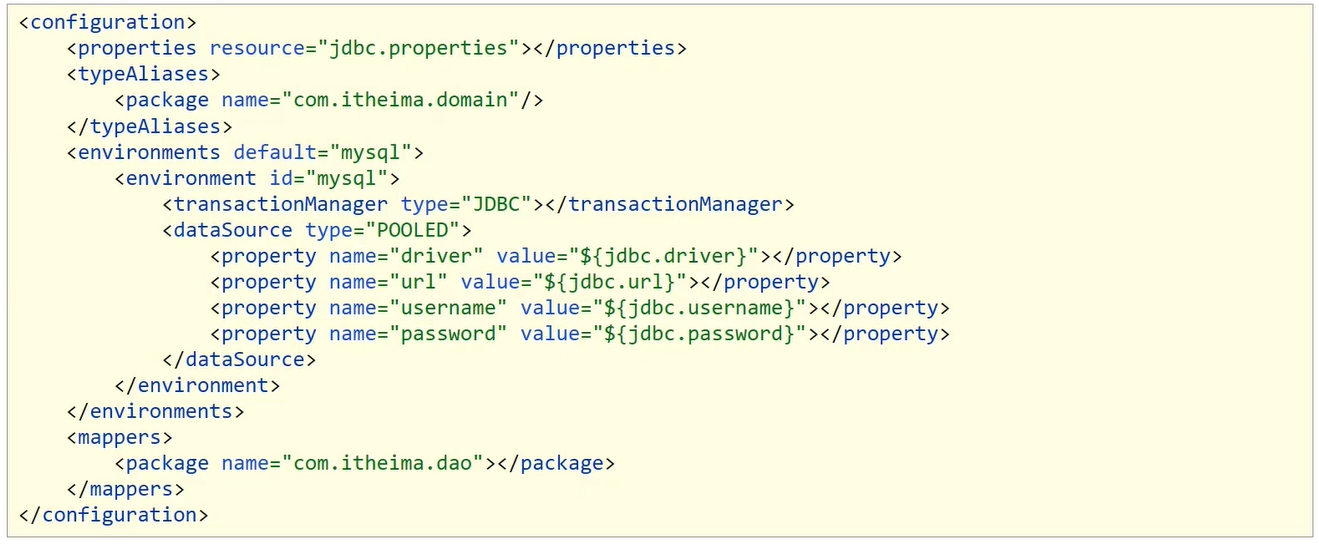 <configuration>
    <properties resource="jdbc.properties"></properties>
    <typeAliases>
        <package name="com.itheima.domain"/>
    </typeAliases>
    <environments default="mysql">
        <environment id="mysql">
            <transactionManager type="JDBC"></transactionManager>
            <dataSource type="POOLED">
                <property name="driver" value="${jdbc.driver}"></property>
                <property name="url" value="${jdbc.url}"></property>
                <property name="username" value="${jdbc.username}"></property>
                <property name="password" value="${jdbc.password}"></property>
            </dataSource>
        </environment>
    </environments>
    <mappers>
        <package name="com.itheima.dao"></package>
    </mappers>
</configuration>